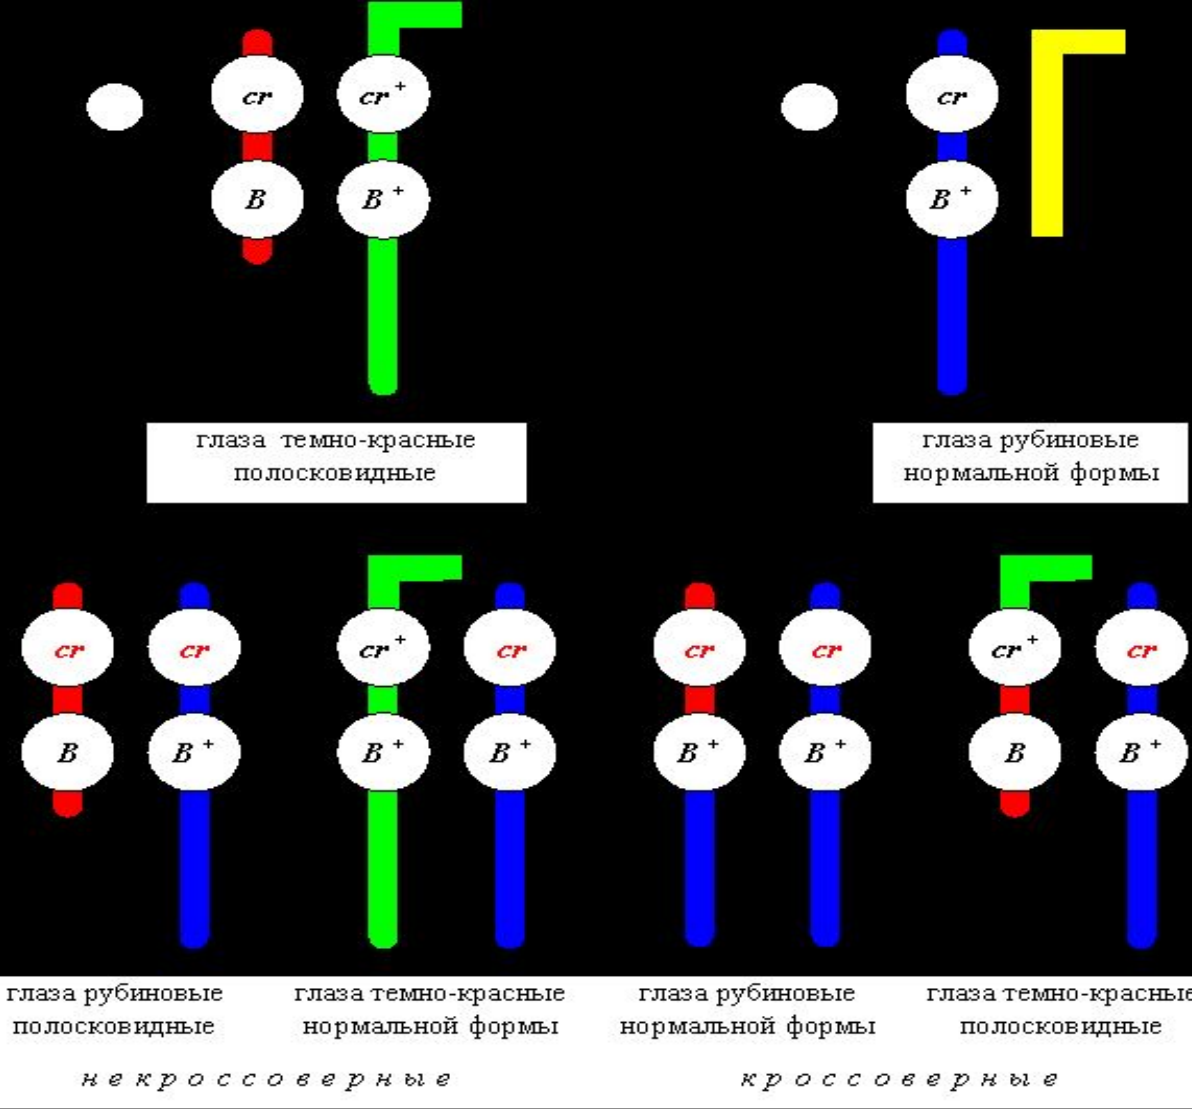 cr cr+ cr
B B+ B+
глаза темно-красные
полосковидные
глаза рубиновые
нормальной формы
cr cr cr+ cr cr cr cr+ cr
B B+ B+ B+ B+ B+ B B+
глаза рубиновые
полосковидные
глаза темно-красные
нормальной формы
глаза рубиновые
нормальной формы
глаза темно-красные
полосковидные
некроссоверные
кроссоверные